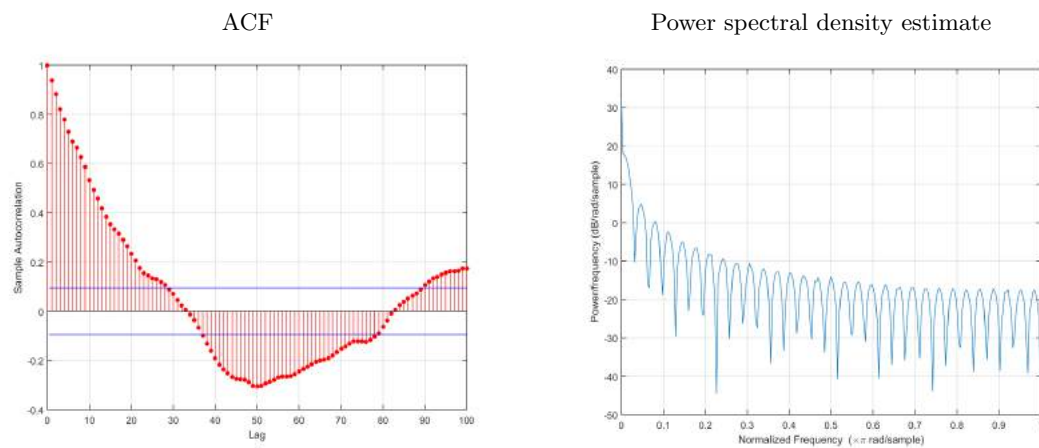 ACF
Power spectral density estimate
1
0.8
0.6
0.4
0.2
0
-0.2
-0.4
Sample Autocorrelation
0 10 20 30 40 50 60 70 80 90 100
Lag
40
30
20
10
0
-10
-20
-30
-40
-50
Power/frequency (dB/rad/sample)
0 0.1 0.2 0.3 0.4 0.5 0.6 0.7 0.8 0.9
Normalized Frequency (×π rad/sample)